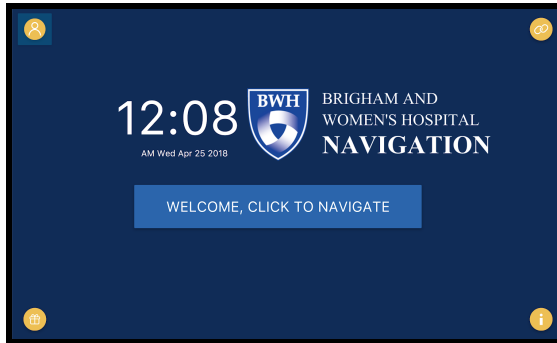 12:08
AM Wed Apr 25 2018
BWH
BRIGHAM AND
WOMEN'S HOSPITAL
NAVIGATION
WELCOME, CLICK TO NAVIGATE
i